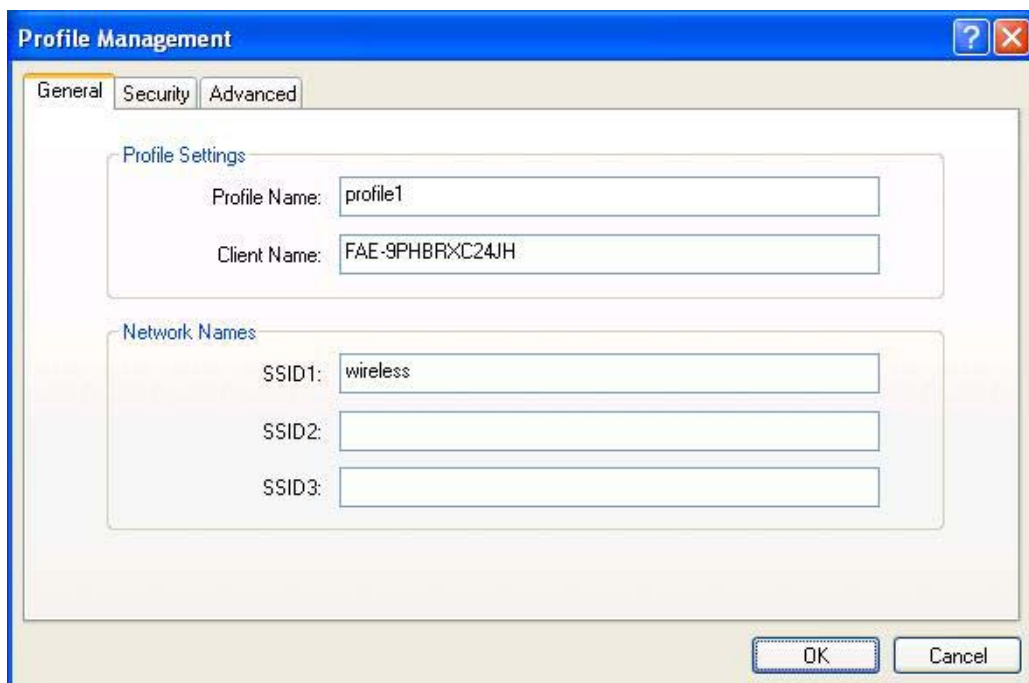 Profile Management
General Security Advanced
Profile Settings
Profile Name: profile1
Client Name: FAE-9PHBRXC24JH
Network Names
SSID1: wireless
SSID2:
SSID3:
OK Cancel